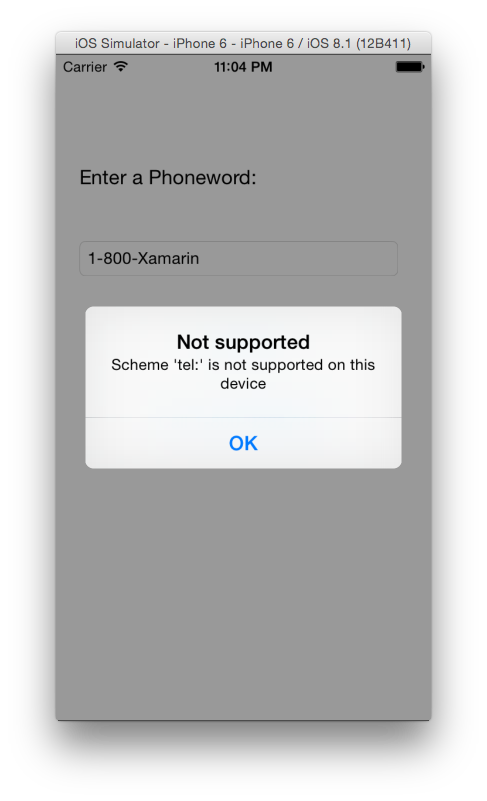 iOS Simulator - iPhone 6 - iPhone 6 / iOS 8.1 (12B411)
Carrier 11:04 PM
Enter a Phoneword:
1-800-Xamarin
Not supported
Scheme 'tel:' is not supported on this
device
OK